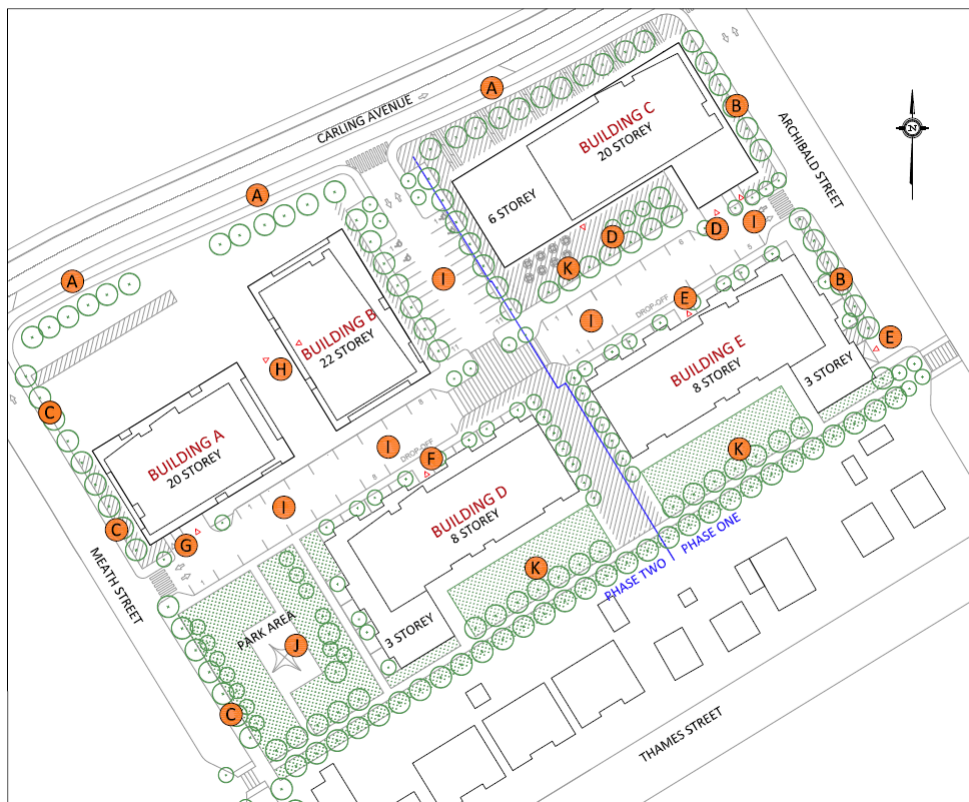 A
CARLING AVENUE
A
A
BUILDING C
20 STOREY
6 STOREY
B
ARCHIBALD STREET
N
D
D
I
K
I
BUILDING B
22 STOREY
H
DROP-OFF
E
I
B
E
BUILDING E
8 STOREY
3 STOREY
C
BUILDING A
20 STOREY
I
DROP-OFF
F
K
C
G
I
BUILDING D
8 STOREY
PHASE ONE
PHASE TWO
K
MEATH STREET
PARK AREA
J
3 STOREY
C
THAMES STREET